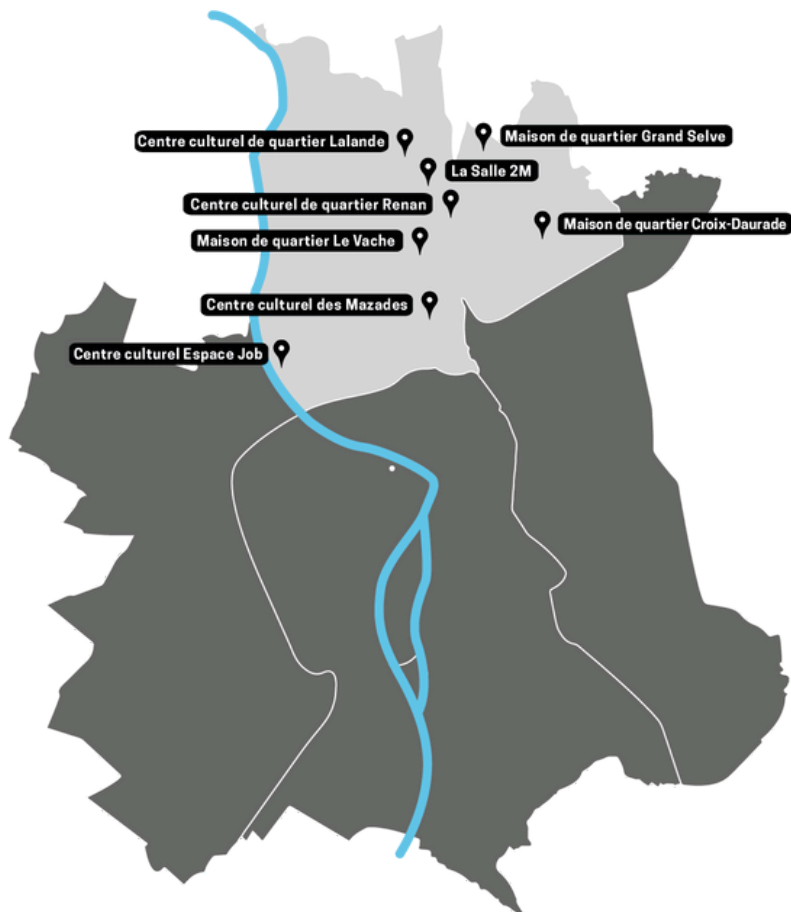 Centre culturel de quartier Lalande
Maison de quartier Grand Selve
La Salle 2M
Centre culturel de quartier Renan
Maison de quartier Croix-Daurade
Maison de quartier Le Vache
Centre culturel des Mazades
Centre culturel Espace Job